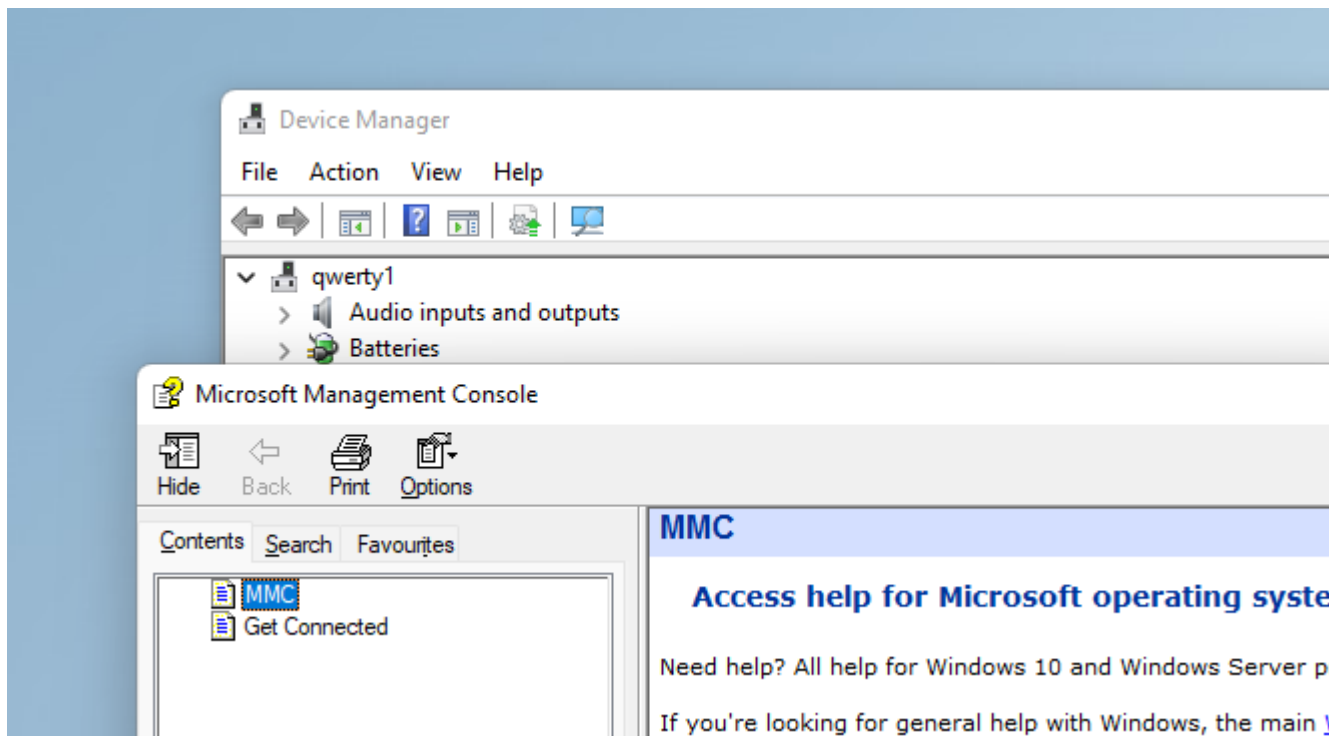 Device Manager
File Action View Help
qwerty1
Audio inputs and outputs
Batteries
Microsoft Management Console
Hide Back Print Options
Contents Search Favourites
MMC
Get Connected
MMC
Access help for Microsoft operating syste
Need help? All help for Windows 10 and Windows Server p
If you're looking for general help with Windows, the main